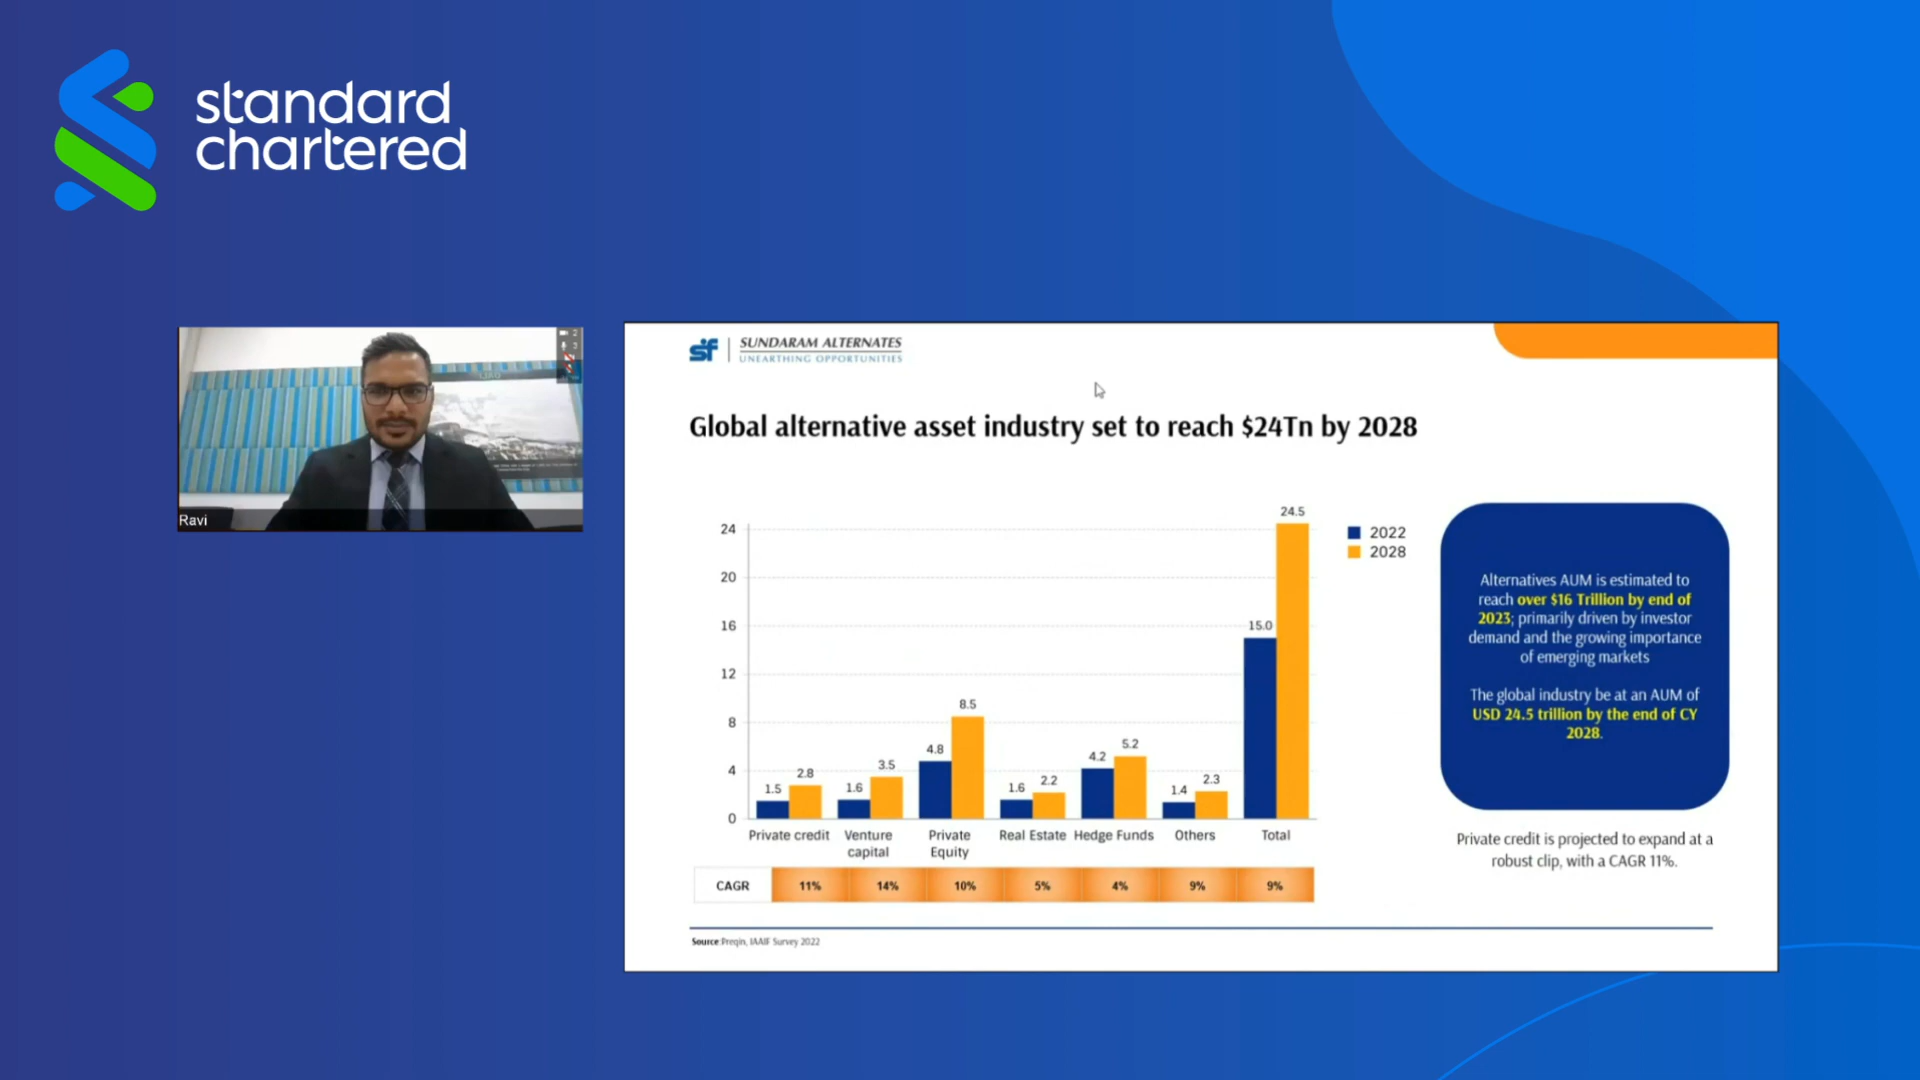 standard
chartered
Ravi
sf
SUNDARAM ALTERNATES
UNEARTHING OPPORTUNITIES
Global alternative asset industry set to reach $24Tn by 2028
24
20
16
12
8
4
0
1.5
2.8
1.6
3.5
4.8
8.5
1.6
2.2
4.2
5.2
1.4
2.3
15.0
24.5
Private credit
Venture
capital
Private
Equity
Real Estate
Hedge Funds
Others
Total
2022
2028
CAGR 11% 14% 10% 5% 4% 9% 9%
Alternatives AUM is estimated to
reach over $16 Trillion by end of
2023; primarily driven by investor
demand and the growing importance
of emerging markets
The global industry be at an AUM of
USD 24.5 trillion by the end of CY
2028.
Private credit is projected to expand at a
robust clip, with a CAGR 11%.
Source: Preqin, IAAIF Survey 2022